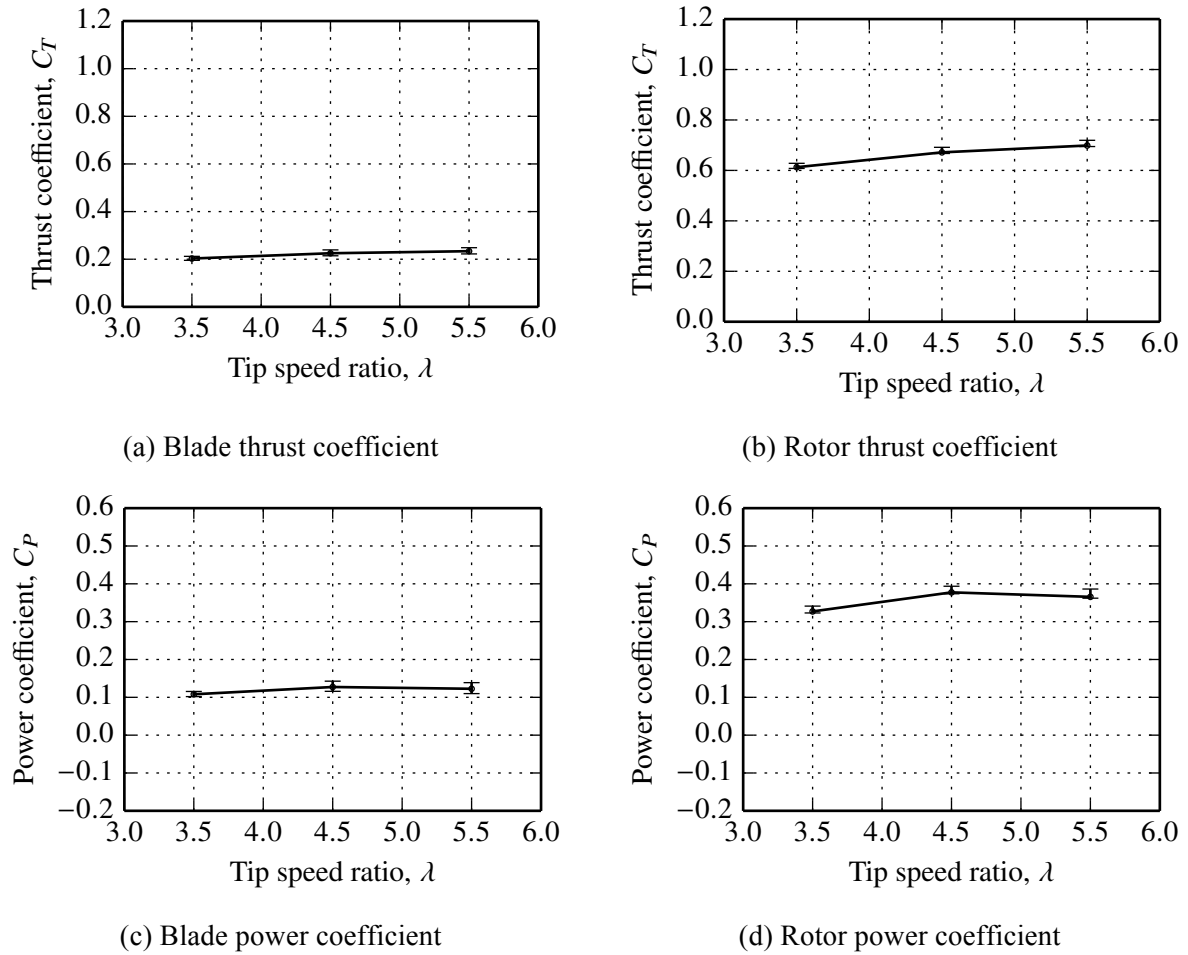 1.2
1.0
0.8
0.6
0.4
0.2
0.0
3.0 3.5 4.0 4.5 5.0 5.5 6.0
Thrust coefficient, C_T
Tip speed ratio, λ
(a) Blade thrust coefficient
1.2
1.0
0.8
0.6
0.4
0.2
0.0
3.0 3.5 4.0 4.5 5.0 5.5 6.0
Thrust coefficient, C_T
Tip speed ratio, λ
(b) Rotor thrust coefficient
0.6
0.5
0.4
0.3
0.2
0.1
0.0
−0.1
−0.2
3.0 3.5 4.0 4.5 5.0 5.5 6.0
Power coefficient, C_P
Tip speed ratio, λ
(c) Blade power coefficient
0.6
0.5
0.4
0.3
0.2
0.1
0.0
−0.1
−0.2
3.0 3.5 4.0 4.5 5.0 5.5 6.0
Power coefficient, C_P
Tip speed ratio, λ
(d) Rotor power coefficient